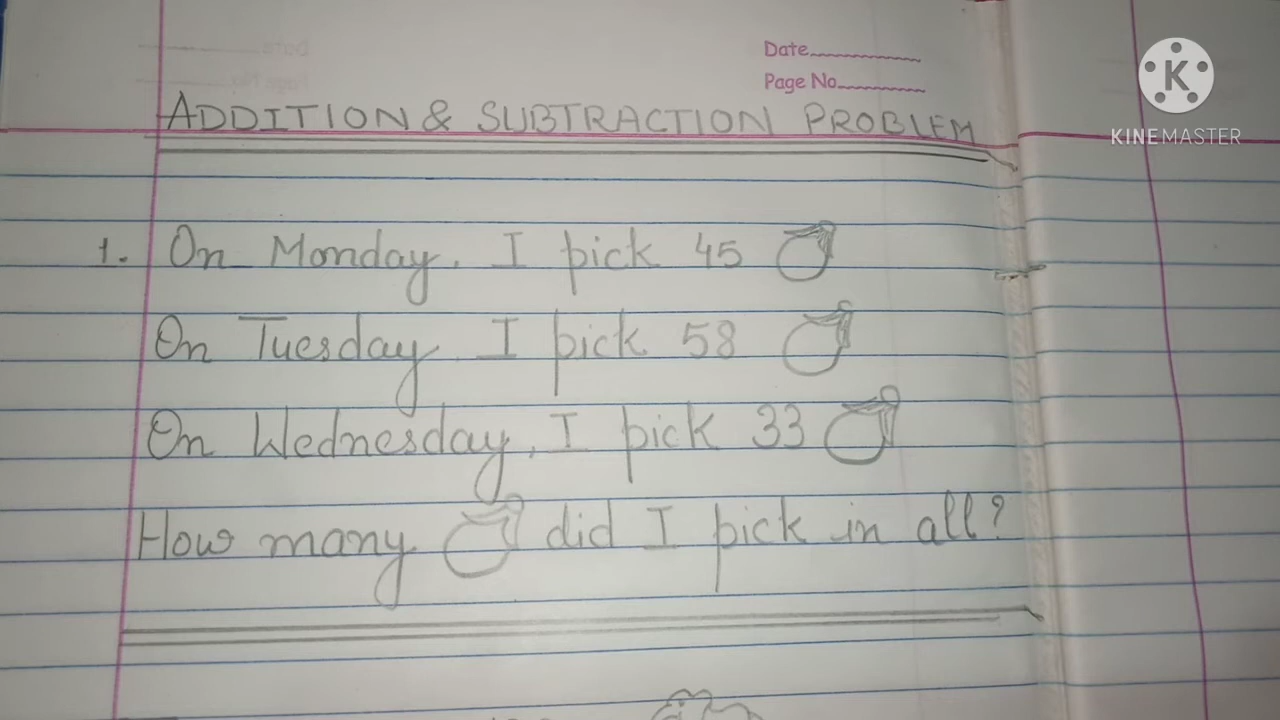 Date
Page No.
K
KINEMASTER
ADDITION & SUBTRACTION PROBLEM
1. On Monday, I pick 45
On Tuesday I pick 58
On Wednesday, I pick 33
How many did I pick in all?